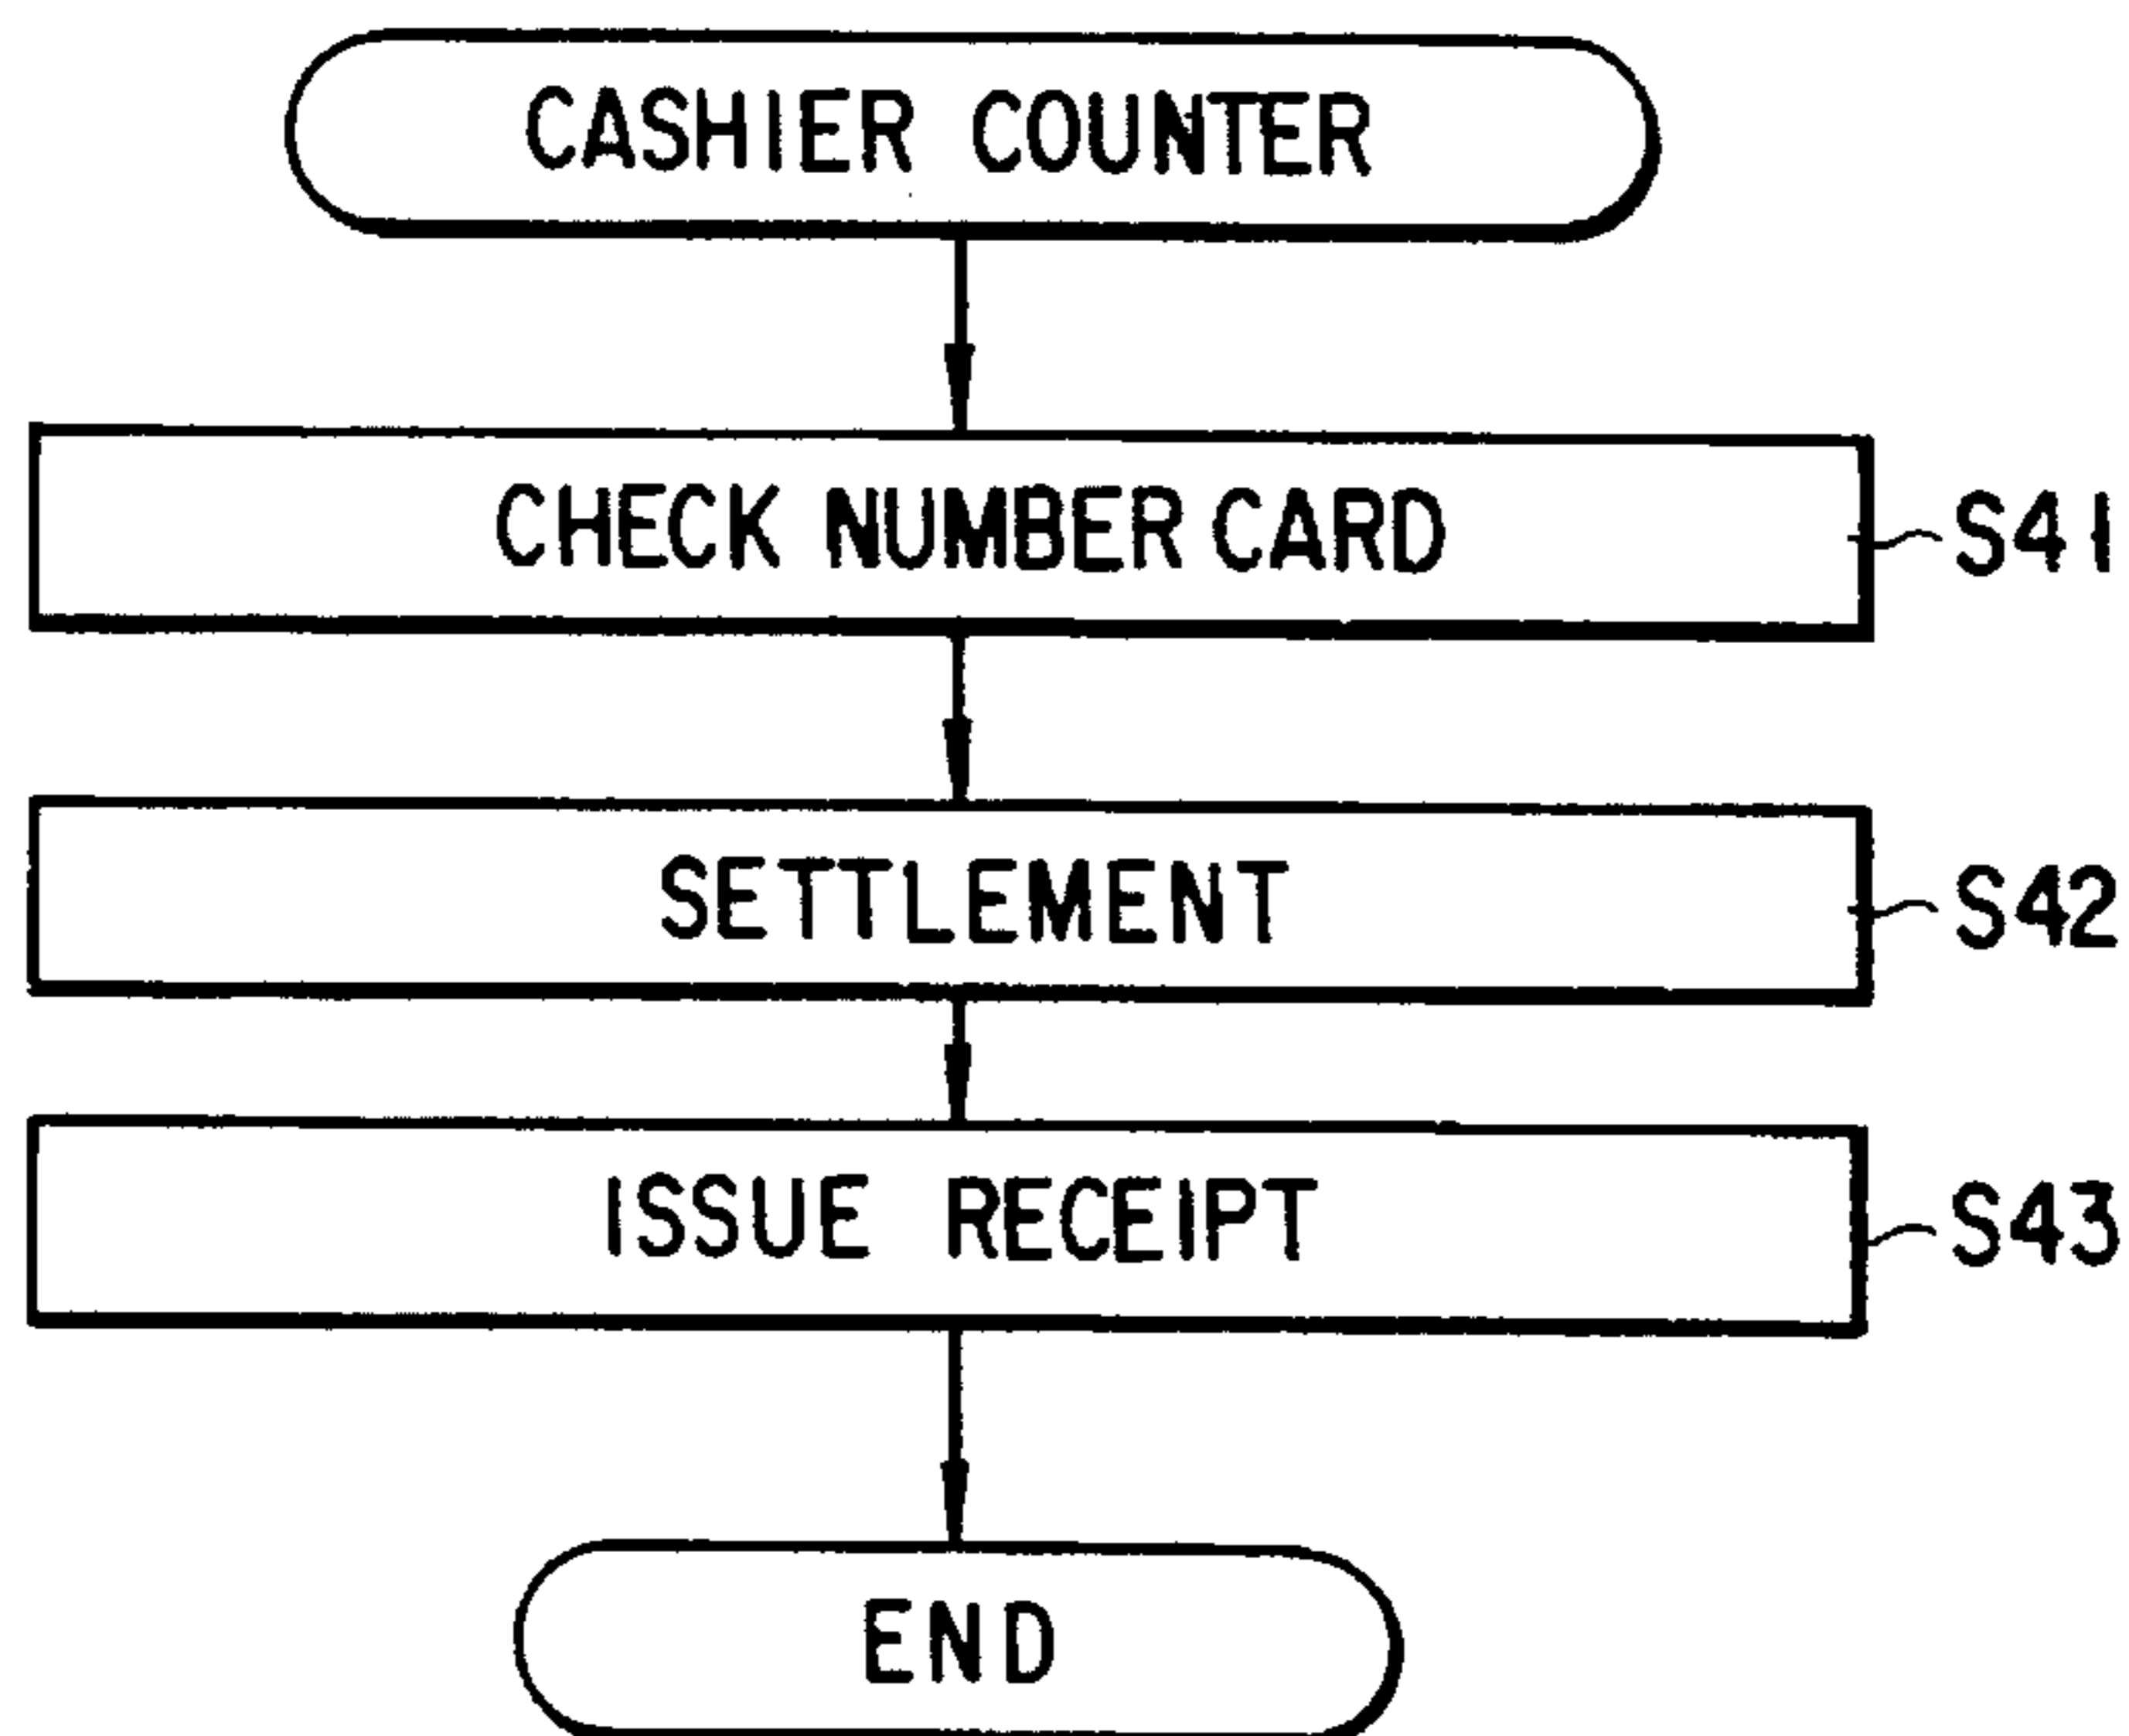 CASHIER COUNTER
CHECK NUMBER CARD
S41
SETTLEMENT
S42
ISSUE RECEIPT
S43
END